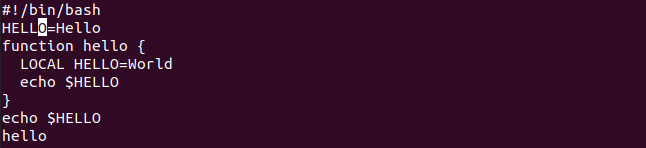 #!/bin/bash
HELLO=Hello
function hello {
  LOCAL HELLO=World
  echo $HELLO
}
echo $HELLO
hello